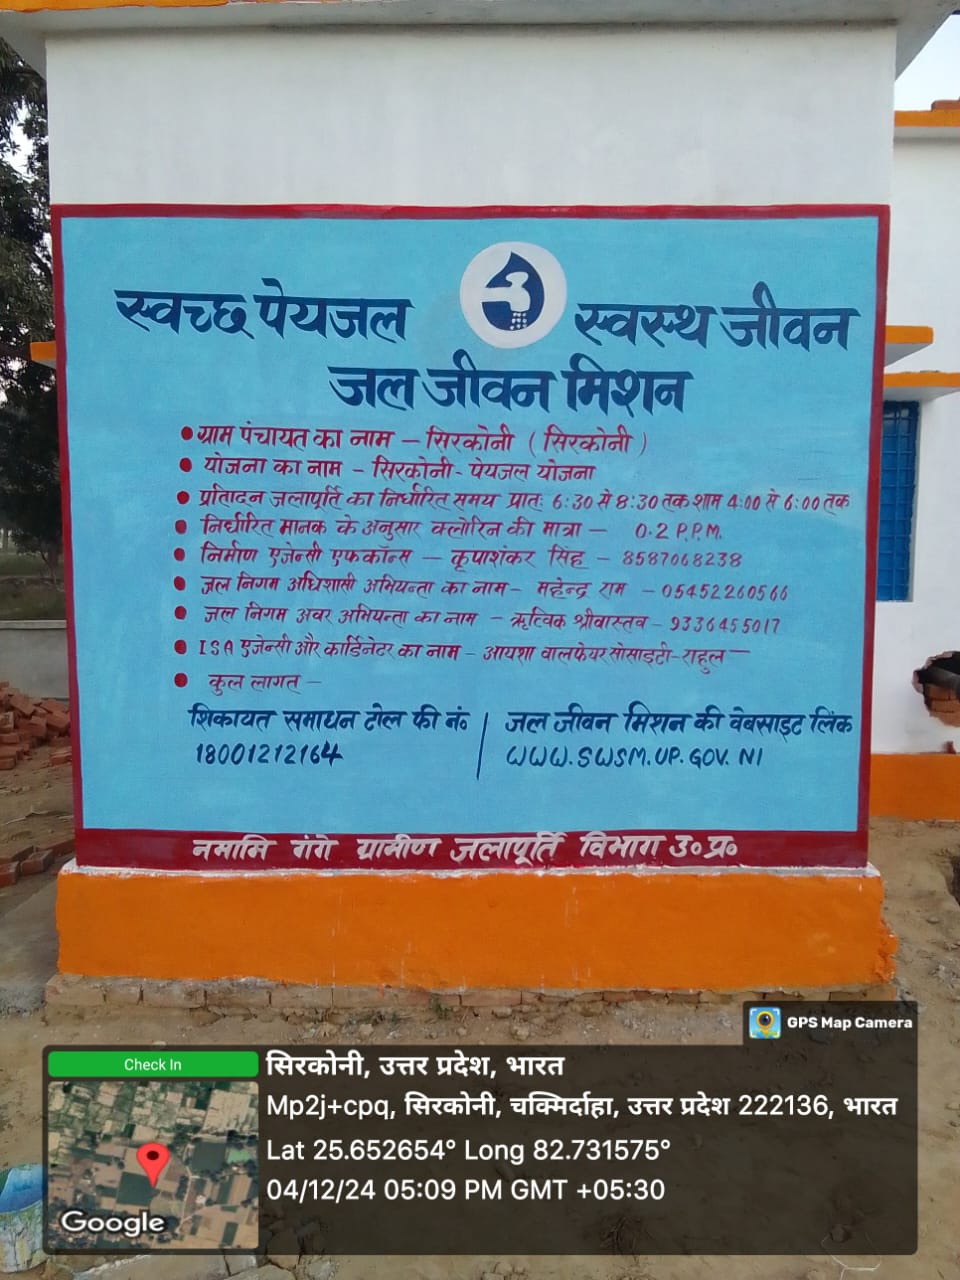 स्वच्छ पेयजल स्वस्थ जीवन
जल जीवन मिशन
• ग्राम पंचायत का नाम – सिरकोनी ( सिरकोनी )
• योजना का नाम – सिरकोनी - पेयजल योजना
• प्रतिदिन जलापूर्ति का निर्धारित समय प्रातः 6:30 से 8:30 तक शाम 4:00 से 6:00 तक
• निर्धारित मानक के अनुसार क्लोरिन की मात्रा – 0.2 P.P.M.
• निर्माण एजेन्सी एफकॉन्स – कृपाशंकर सिंह – 8587068238
• जल निगम अधिशासी अभियन्ता का नाम – महेन्द्र राम – 05452260566
• जल निगम अवर अभियन्ता का नाम – ऋत्विक श्रीवास्तव – 9336455017
• ISA एजेन्सी और कार्डिनेटर का नाम – आयशा वालफेयर सोसाइटी – राहुल –
• कुल लागत –
शिकायत समाधन टोल फ्री नं० | जल जीवन मिशन की वेबसाइट लिंक
18001212164 WWW.SWSM.UP.GOV.NI
नमामि गंगे ग्रामीण जलापूर्ति विभाग उ० प्र०
GPS Map Camera
Check In
सिरकोनी, उत्तर प्रदेश, भारत
Mp2j+cpq, सिरकोनी, चक्मिर्दाहा, उत्तर प्रदेश 222136, भारत
Lat 25.652654° Long 82.731575°
04/12/24 05:09 PM GMT +05:30
Google